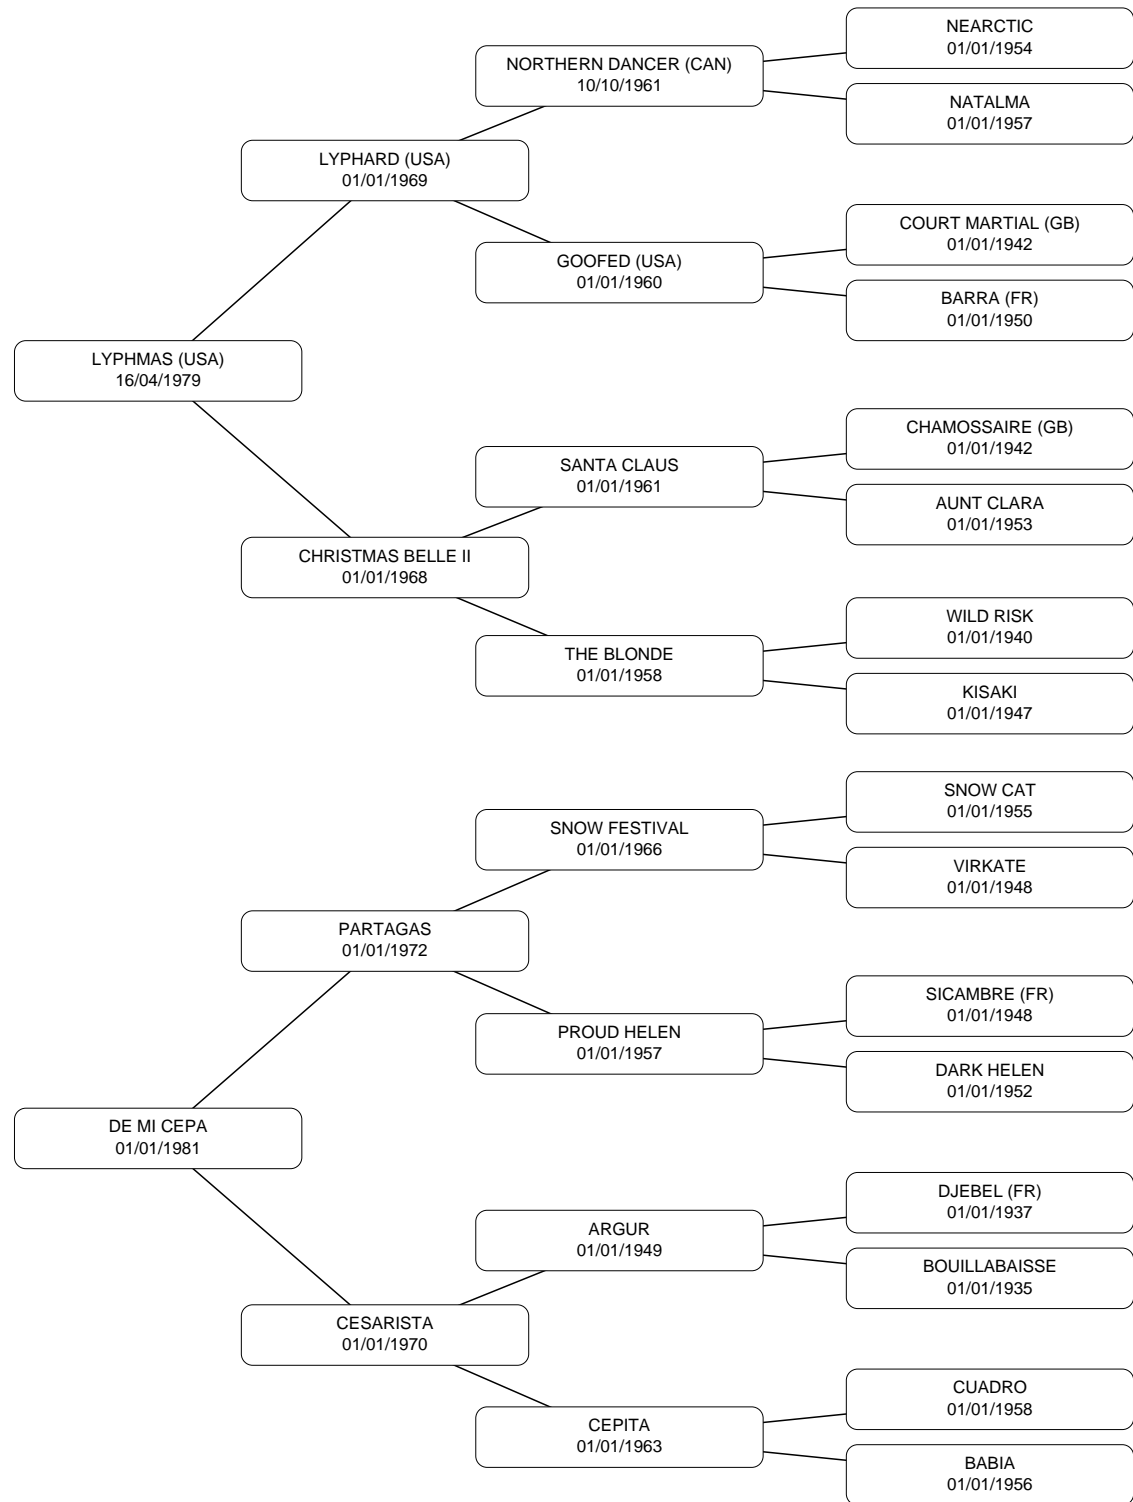 NEARCTIC
01/01/1954
NORTHERN DANCER (CAN)
10/10/1961
NATALMA
01/01/1957
LYPHARD (USA)
01/01/1969
COURT MARTIAL (GB)
01/01/1942
GOOFED (USA)
01/01/1960
BARRA (FR)
01/01/1950
LYPHMAS (USA)
16/04/1979
CHAMOSSAIRE (GB)
01/01/1942
SANTA CLAUS
01/01/1961
AUNT CLARA
01/01/1953
CHRISTMAS BELLE II
01/01/1968
WILD RISK
01/01/1940
THE BLONDE
01/01/1958
KISAKI
01/01/1947
SNOW CAT
01/01/1955
SNOW FESTIVAL
01/01/1966
VIRKATE
01/01/1948
PARTAGAS
01/01/1972
SICAMBRE (FR)
01/01/1948
PROUD HELEN
01/01/1957
DARK HELEN
01/01/1952
DE MI CEPA
01/01/1981
DJEBEL (FR)
01/01/1937
ARGUR
01/01/1949
BOUILLABAISSE
01/01/1935
CESARISTA
01/01/1970
CUADRO
01/01/1958
CEPITA
01/01/1963
BABIA
01/01/1956